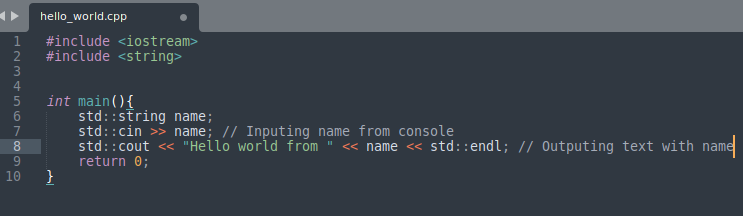 hello_world.cpp
1 #include <iostream>
2 #include <string>
3
4
5 int main(){
6     std::string name;
7     std::cin >> name; // Inputing name from console
8     std::cout << "Hello world from " << name << std::endl; // Outputing text with name
9     return 0;
10 }